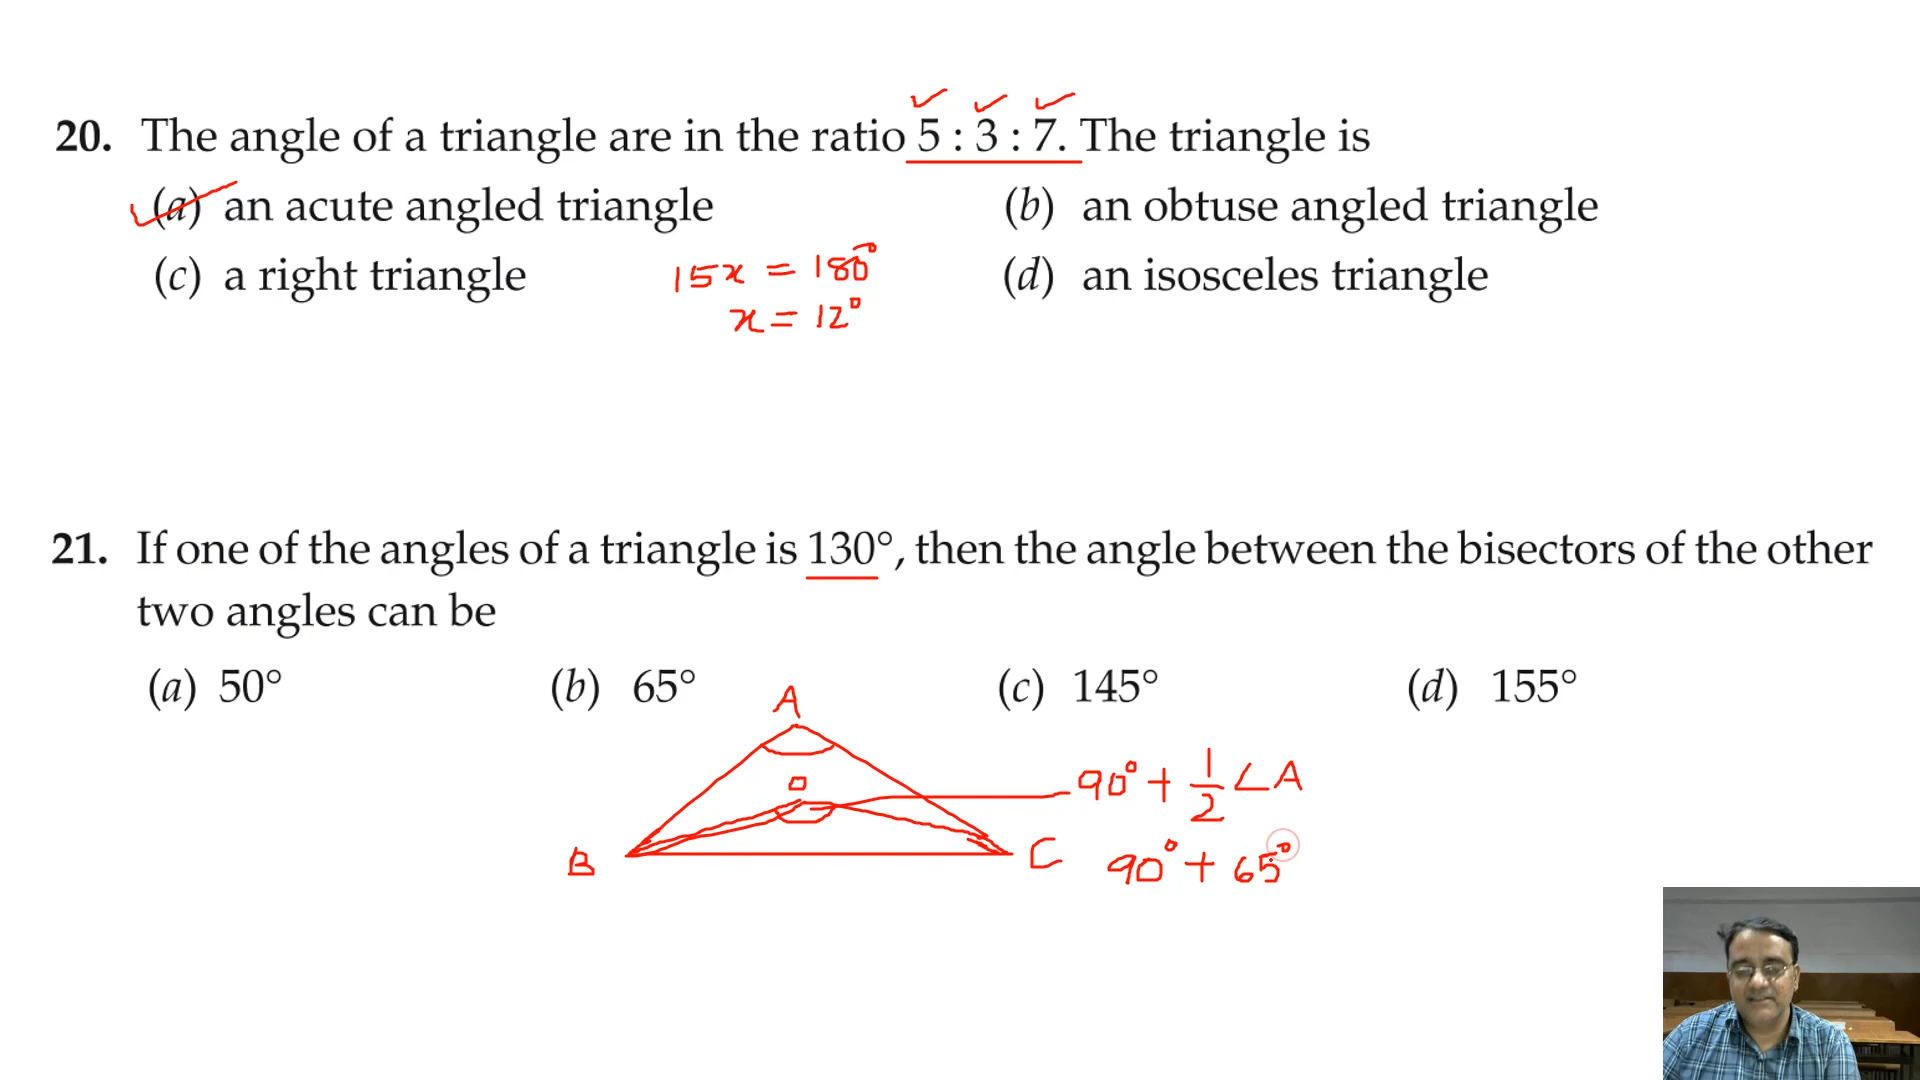 20. The angle of a triangle are in the ratio 5 : 3 : 7. The triangle is
(a) an acute angled triangle (b) an obtuse angled triangle
(c) a right triangle (d) an isosceles triangle
15x = 180°
x = 12°
21. If one of the angles of a triangle is 130°, then the angle between the bisectors of the other
two angles can be
(a) 50° (b) 65° (c) 145° (d) 155°
A
O
90° + 1/2 ∠A
B
C
90° + 65°